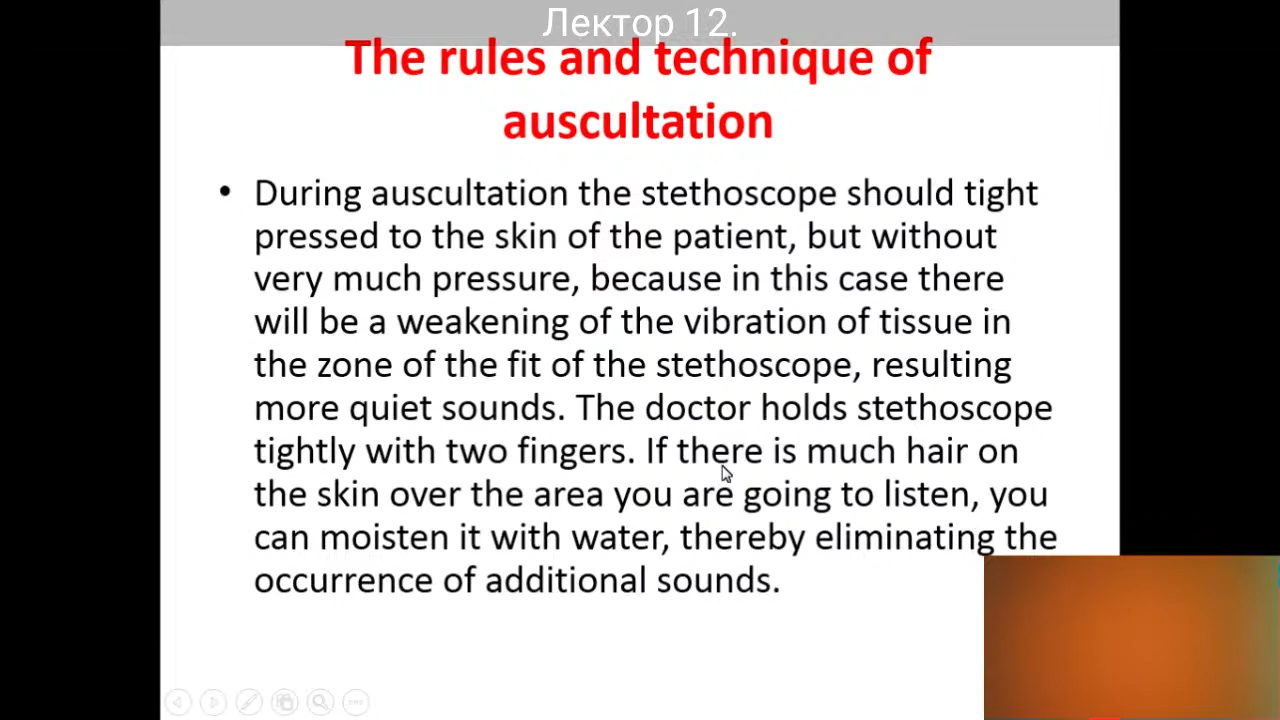 Лектор 12.
The rules and technique of
auscultation
• During auscultation the stethoscope should tight
pressed to the skin of the patient, but without
very much pressure, because in this case there
will be a weakening of the vibration of tissue in
the zone of the fit of the stethoscope, resulting
more quiet sounds. The doctor holds stethoscope
tightly with two fingers. If there is much hair on
the skin over the area you are going to listen, you
can moisten it with water, thereby eliminating the
occurrence of additional sounds.